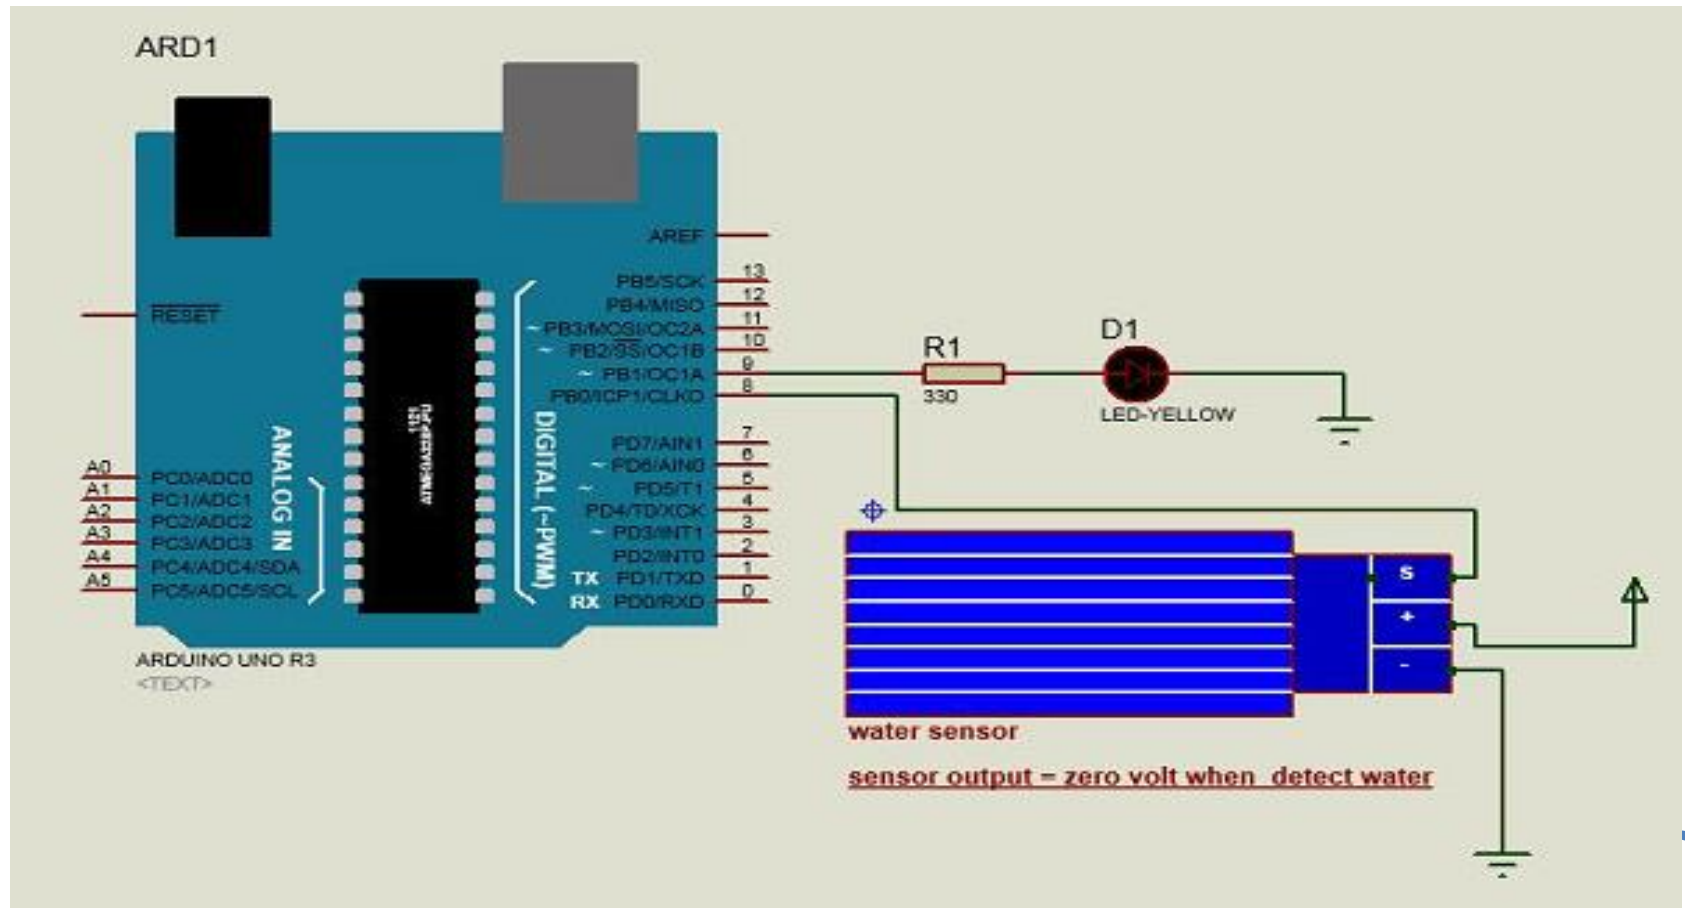 ARD1
AREF
13
PB5/SCK
12
PB4/MISO
11
~ PB3/MOSI/OC2A
10
~ PB2/SS/OC1B
9
~ PB1/OC1A
8
PB0/ICP1/CLKO
7
PD7/AIN1
6
~ PD6/AIN0
5
~ PD5/T1
4
PD4/T0/XCK
3
~ PD3/INT1
2
PD2/INT0
1
TX PD1/TXD
0
RX PD0/RXD
RESET
DIGITAL (~PWM)
ANALOG IN
A0
PC0/ADC0
A1
PC1/ADC1
A2
PC2/ADC2
A3
PC3/ADC3
A4
PC4/ADC4/SDA
A5
PC5/ADC5/SCL
ARDUINO UNO R3
<TEXT>
R1
330
D1
LED-YELLOW
S
+
-
water sensor
sensor output = zero volt when detect water